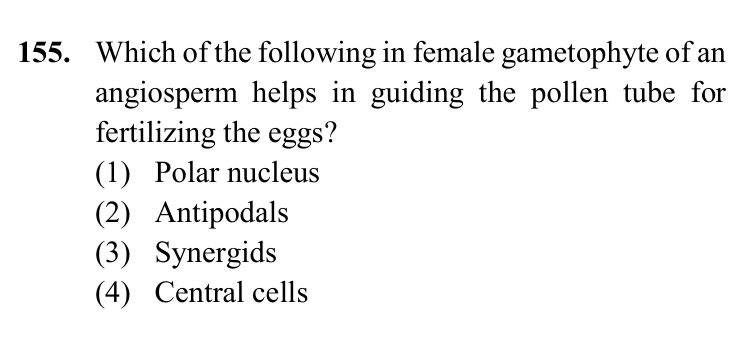 155. Which of the following in female gametophyte of an
angiosperm helps in guiding the pollen tube for
fertilizing the eggs?
(1) Polar nucleus
(2) Antipodals
(3) Synergids
(4) Central cells